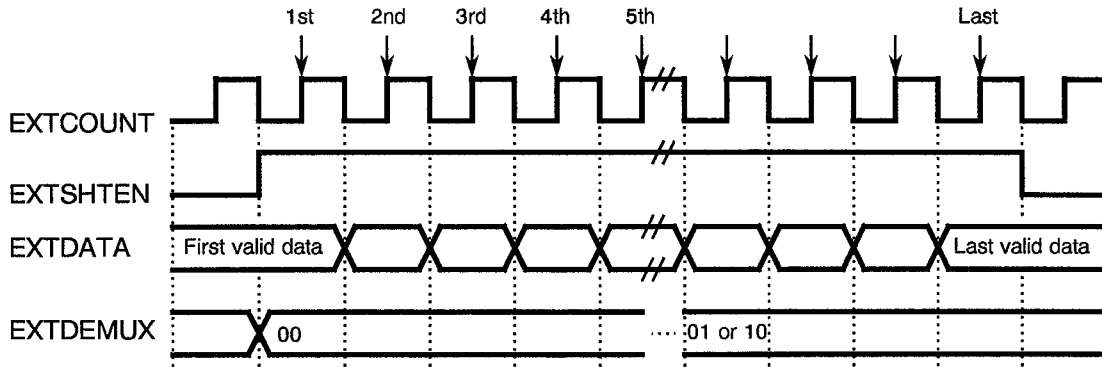 1st 2nd 3rd 4th 5th Last
EXTCOUNT
EXTSHTEN
EXTDATA First valid data Last valid data
EXTDEMUX 00 ..... 01 or 10